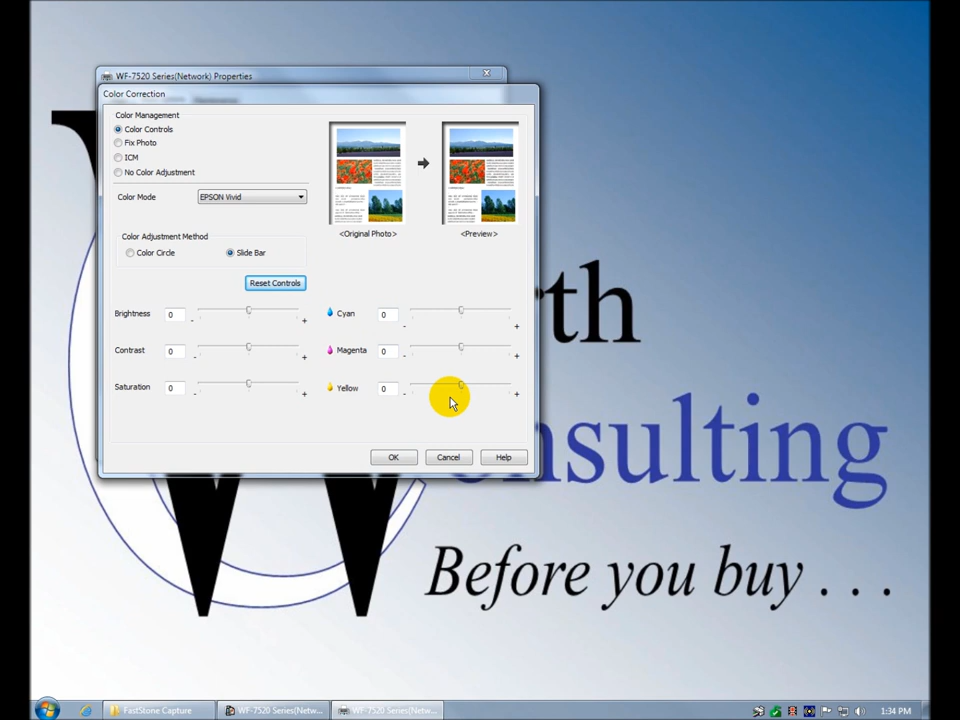 WF-7520 Series(Network) Properties
Color Correction
Color Management
Color Controls
Fix Photo
ICM
No Color Adjustment
Color Mode
EPSON Vivid
<Original Photo>
<Preview>
Color Adjustment Method
Color Circle
Slide Bar
Reset Controls
Brightness 0 - +
Cyan 0 - +
Contrast 0 - +
Magenta 0 - +
Saturation 0 - +
Yellow 0 - +
OK Cancel Help
rth
onsulting
Before you buy . . .
FastStone Capture
WF-7520 Series(Netw...
WF-7520 Series(Netw...
1:34 PM